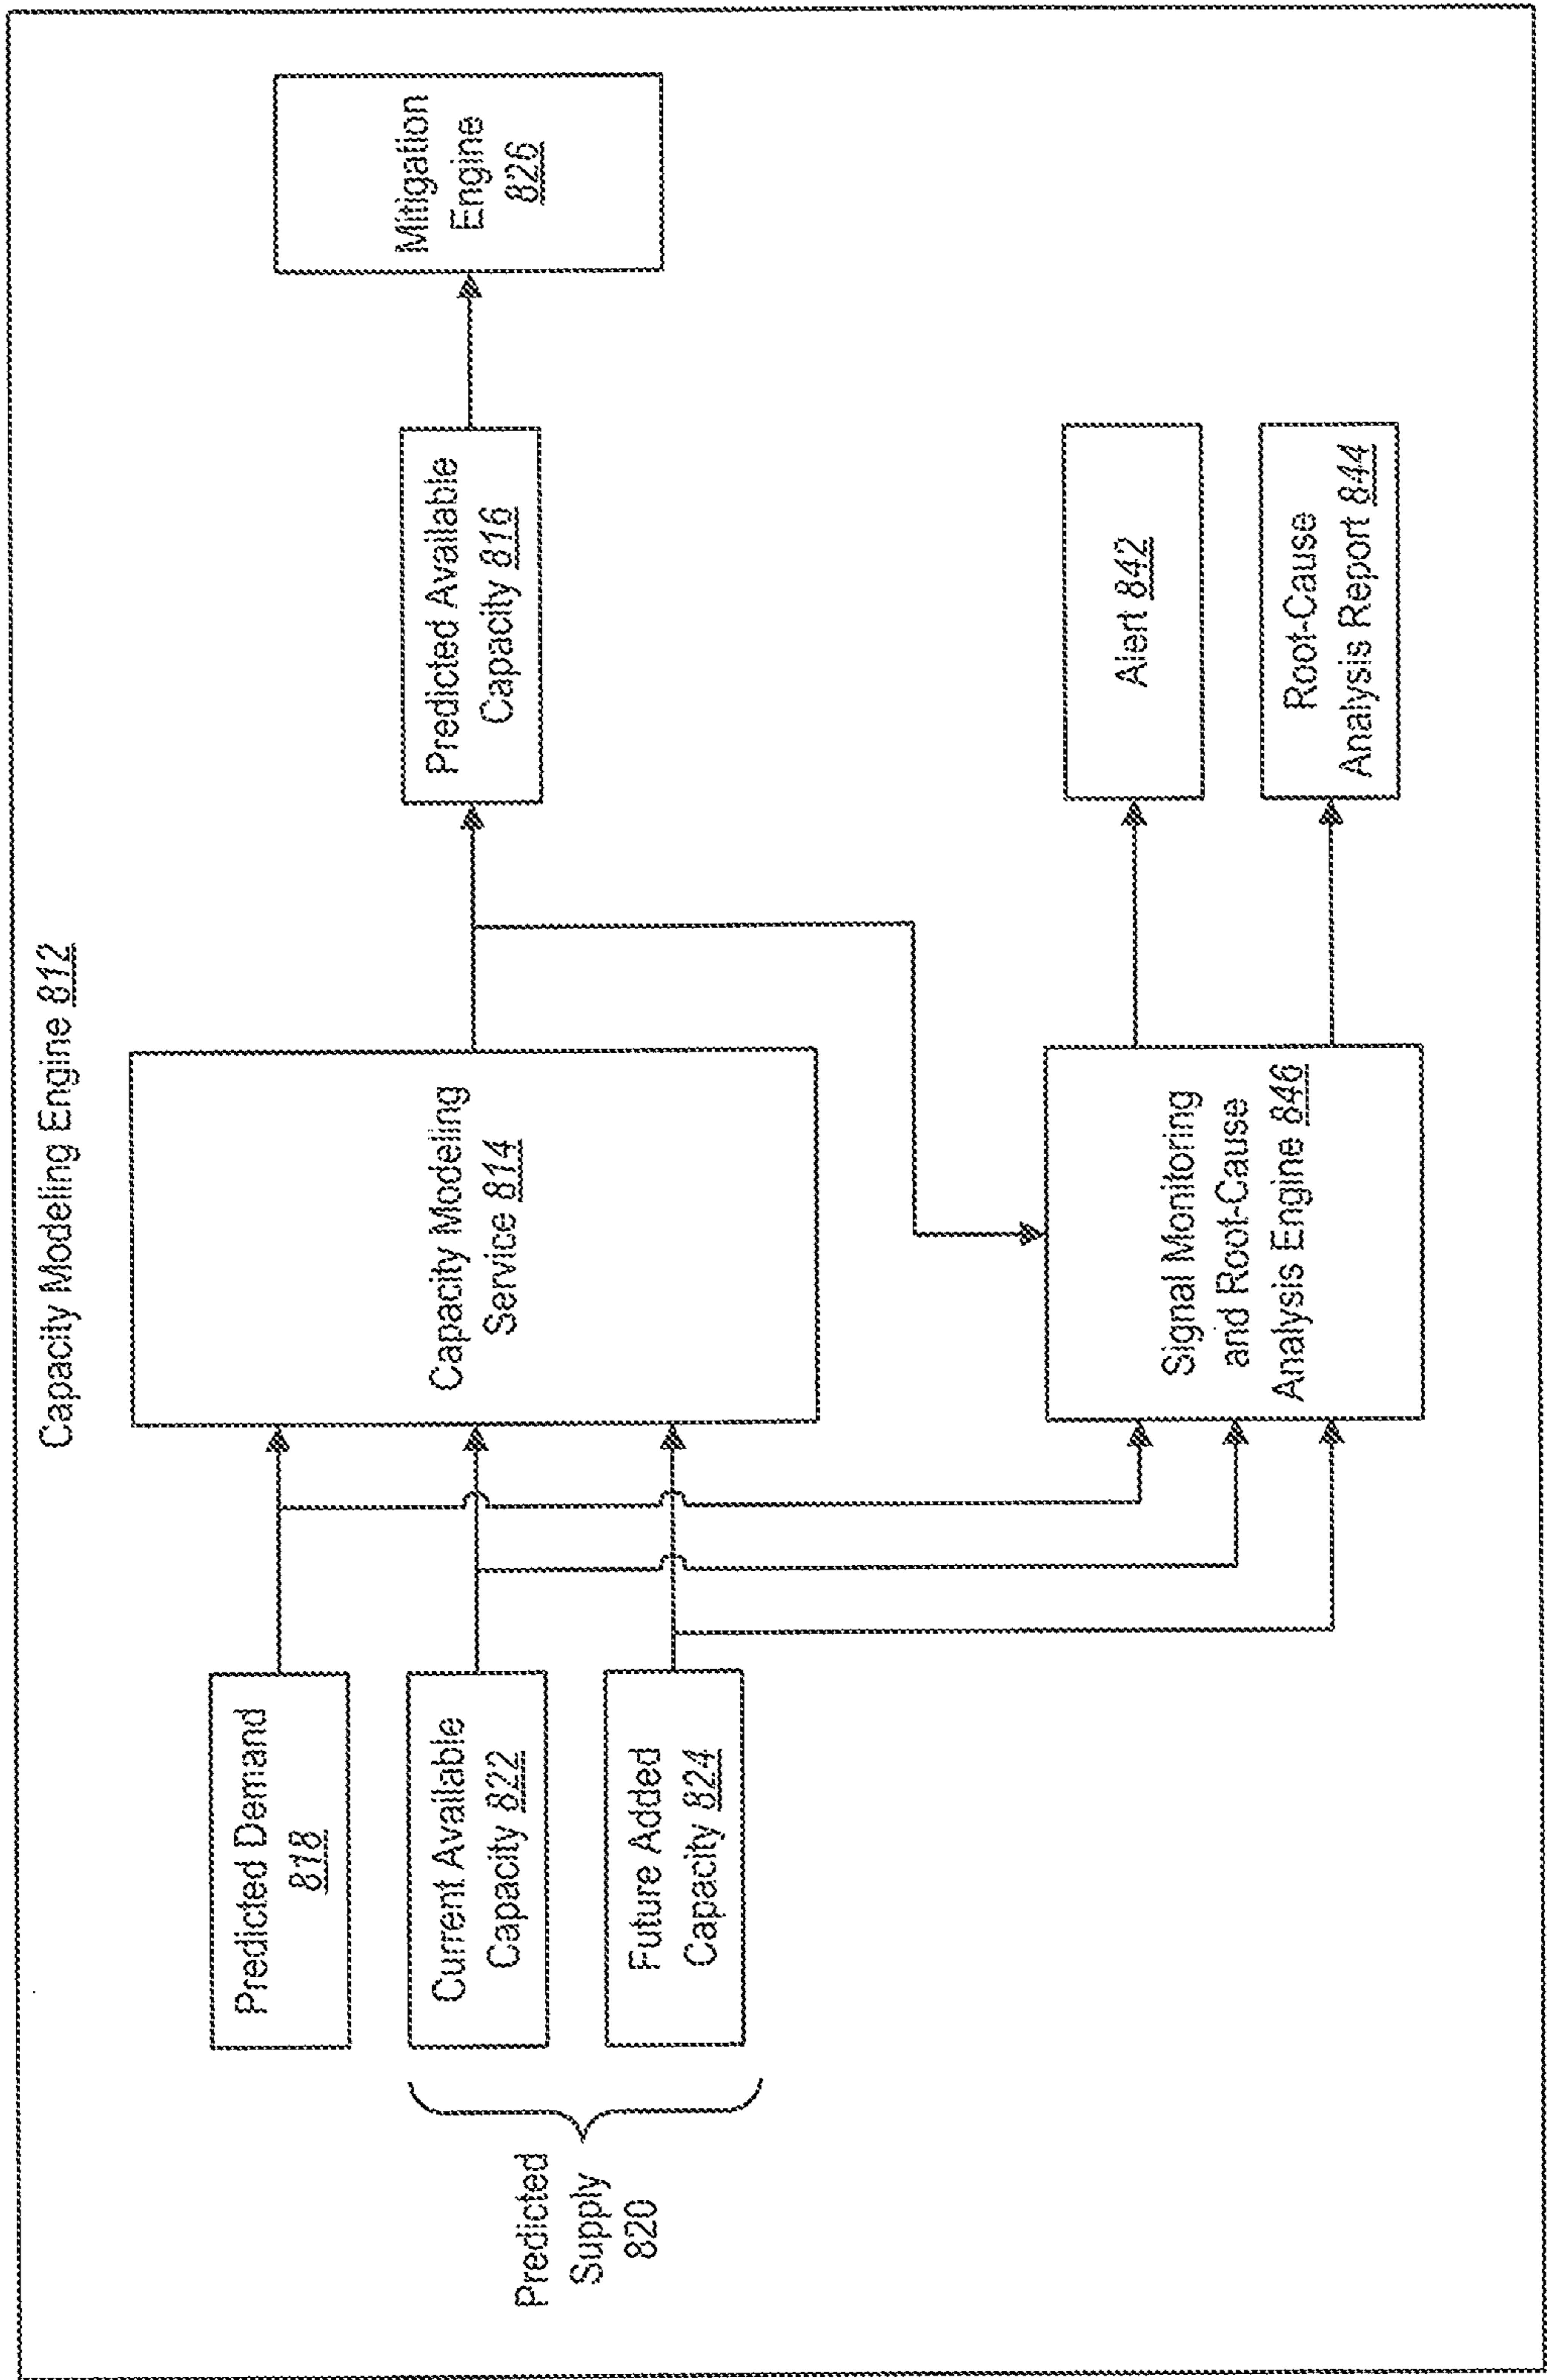 Capacity Modeling Engine 812
Predicted Demand
818
Current Available
Capacity 822
Future Added
Capacity 824
Predicted
Supply
820
Capacity Modeling
Service 814
Signal Monitoring
and Root-Cause
Analysis Engine 846
Predicted Available
Capacity 816
Alert 842
Root-Cause
Analysis Report 844
Mitigation
Engine
826